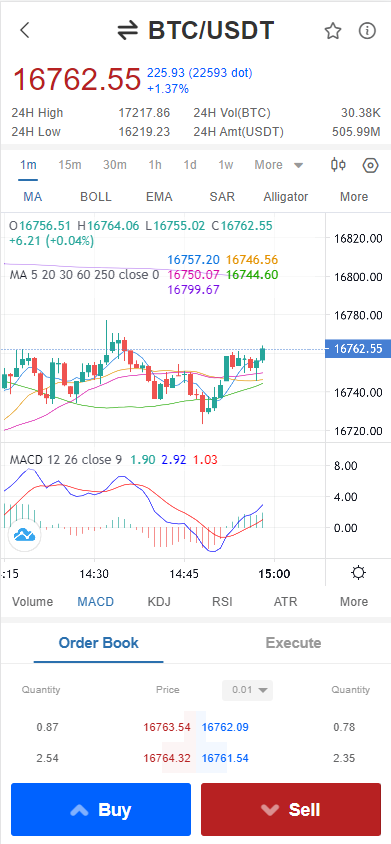 BTC/USDT
16762.55
225.93 (22593 dot)
+1.37%
24H High 17217.86 24H Vol(BTC) 30.38K
24H Low 16219.23 24H Amt(USDT) 505.99M
1m 15m 30m 1h 1d 1w More
MA BOLL EMA SAR Alligator More
O16756.51 H16764.06 L16755.02 C16762.55
+6.21 (+0.04%)
16757.20 16746.56
MA 5 20 30 60 250 close 0 16750.07 16744.60
16799.67
16820.00
16800.00
16780.00
16762.55
16740.00
16720.00
MACD 12 26 close 9 1.90 2.92 1.03
8.00
4.00
0.00
:15 14:30 14:45 15:00
Volume MACD KDJ RSI ATR More
Order Book Execute
Quantity Price 0.01 Quantity
0.87 16763.54 16762.09 0.78
2.54 16764.32 16761.54 2.35
Buy Sell